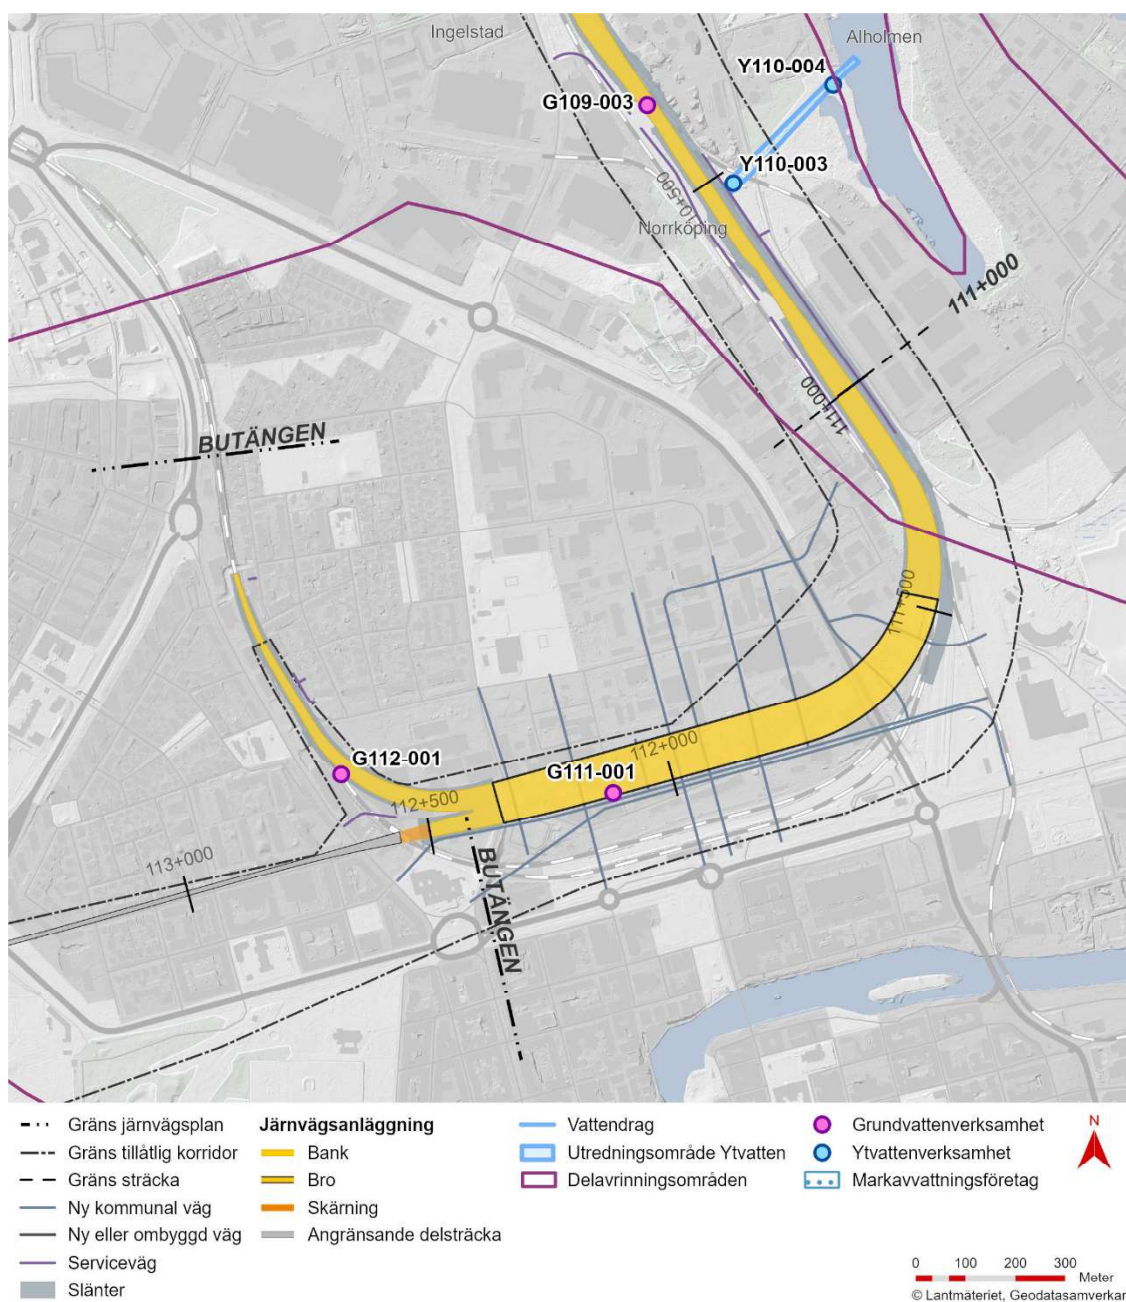 Ingelstad
Alholmen
Y110-004
G109-003
Y110-003
10+500
Norrköping
111+000
111+000
BUTÄNGEN
111+500
112+000
G112-001
G111-001
112+500
113+000
BUTÄNGEN
Gräns järnvägsplan
Gräns tillåtlig korridor
Gräns sträcka
Ny kommunal väg
Ny eller ombyggd väg
Serviceväg
Slänter
Järnvägsanläggning
Bank
Bro
Skärning
Angränsande delsträcka
Vattendrag
Utredningsområde Ytvatten
Delavrinningsområden
Grundvattenverksamhet
Ytvattenverksamhet
Markavvattningsföretag
N
0 100 200 300
Meter
© Lantmäteriet, Geodatasamverkan